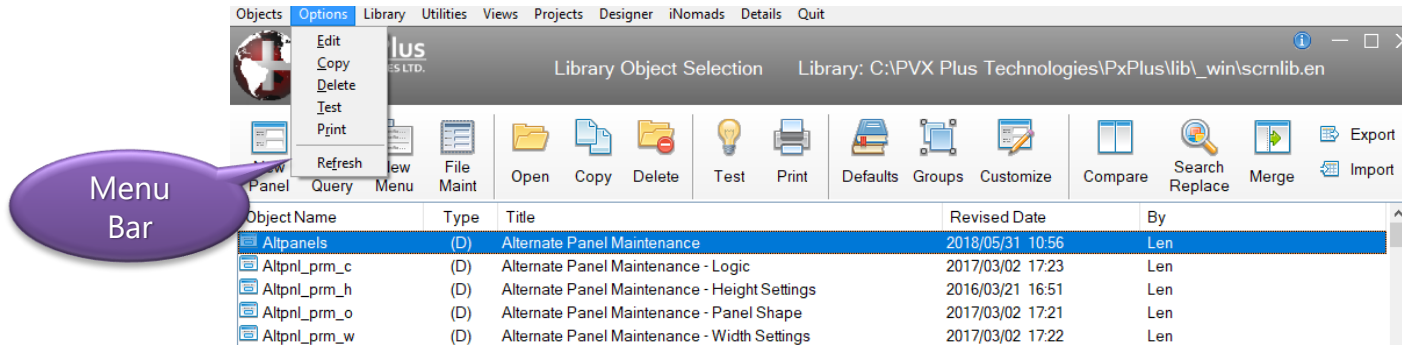 Objects Options Library Utilities Views Projects Designer iNomads Details Quit
Edit
Copy
Delete
Test
Print
Refresh
lus
ES LTD.
Library Object Selection Library: C:\PVX Plus Technologies\PxPlus\lib\_win\scrnlib.en
Panel
Query
Menu
File Maint
Open
Copy
Delete
Test
Print
Defaults
Groups
Customize
Compare
Search Replace
Merge
Export
Import
Menu
Bar
Object Name Type Title Revised Date By
Altpanels (D) Alternate Panel Maintenance 2018/05/31 10:56 Len
Altpnl_prm_c (D) Alternate Panel Maintenance - Logic 2017/03/02 17:23 Len
Altpnl_prm_h (D) Alternate Panel Maintenance - Height Settings 2016/03/21 16:51 Len
Altpnl_prm_o (D) Alternate Panel Maintenance - Panel Shape 2017/03/02 17:21 Len
Altpnl_prm_w (D) Alternate Panel Maintenance - Width Settings 2017/03/02 17:22 Len